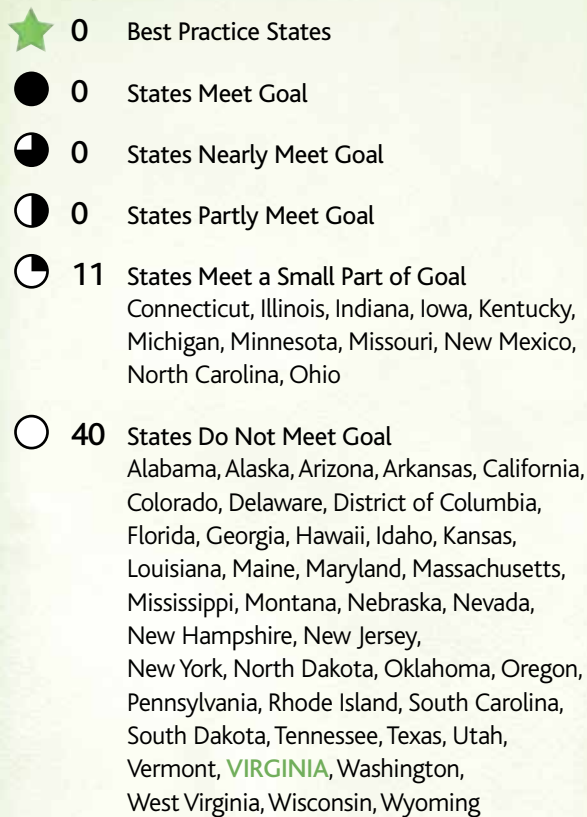 0 Best Practice States
0 States Meet Goal
0 States Nearly Meet Goal
0 States Partly Meet Goal
11 States Meet a Small Part of Goal
Connecticut, Illinois, Indiana, Iowa, Kentucky,
Michigan, Minnesota, Missouri, New Mexico,
North Carolina, Ohio
40 States Do Not Meet Goal
Alabama, Alaska, Arizona, Arkansas, California,
Colorado, Delaware, District of Columbia,
Florida, Georgia, Hawaii, Idaho, Kansas,
Louisiana, Maine, Maryland, Massachusetts,
Mississippi, Montana, Nebraska, Nevada,
New Hampshire, New Jersey,
New York, North Dakota, Oklahoma, Oregon,
Pennsylvania, Rhode Island, South Carolina,
South Dakota, Tennessee, Texas, Utah,
Vermont, VIRGINIA, Washington,
West Virginia, Wisconsin, Wyoming